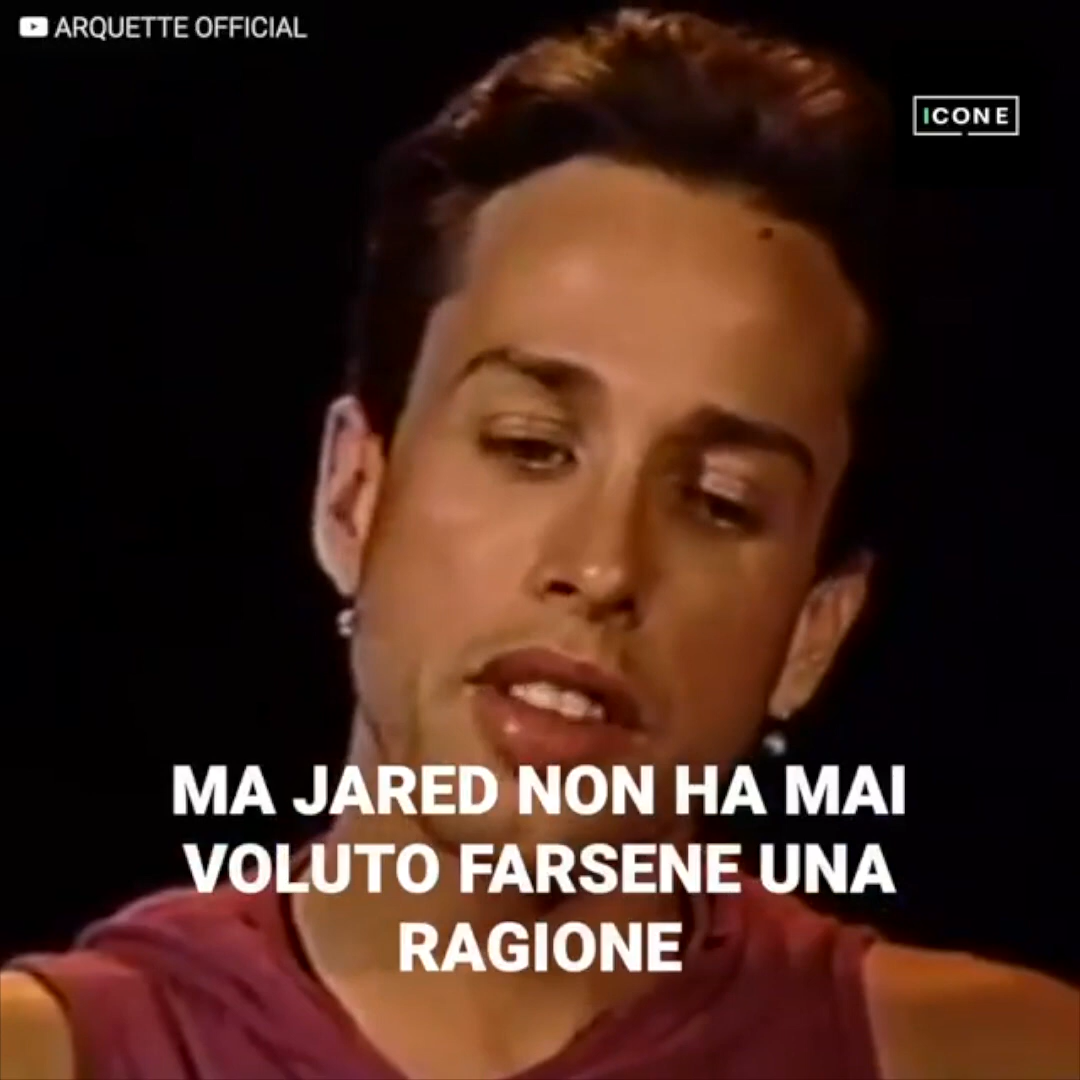 ARQUETTE OFFICIAL
ICONE
MA JARED NON HA MAI
VOLUTO FARSENE UNA
RAGIONE